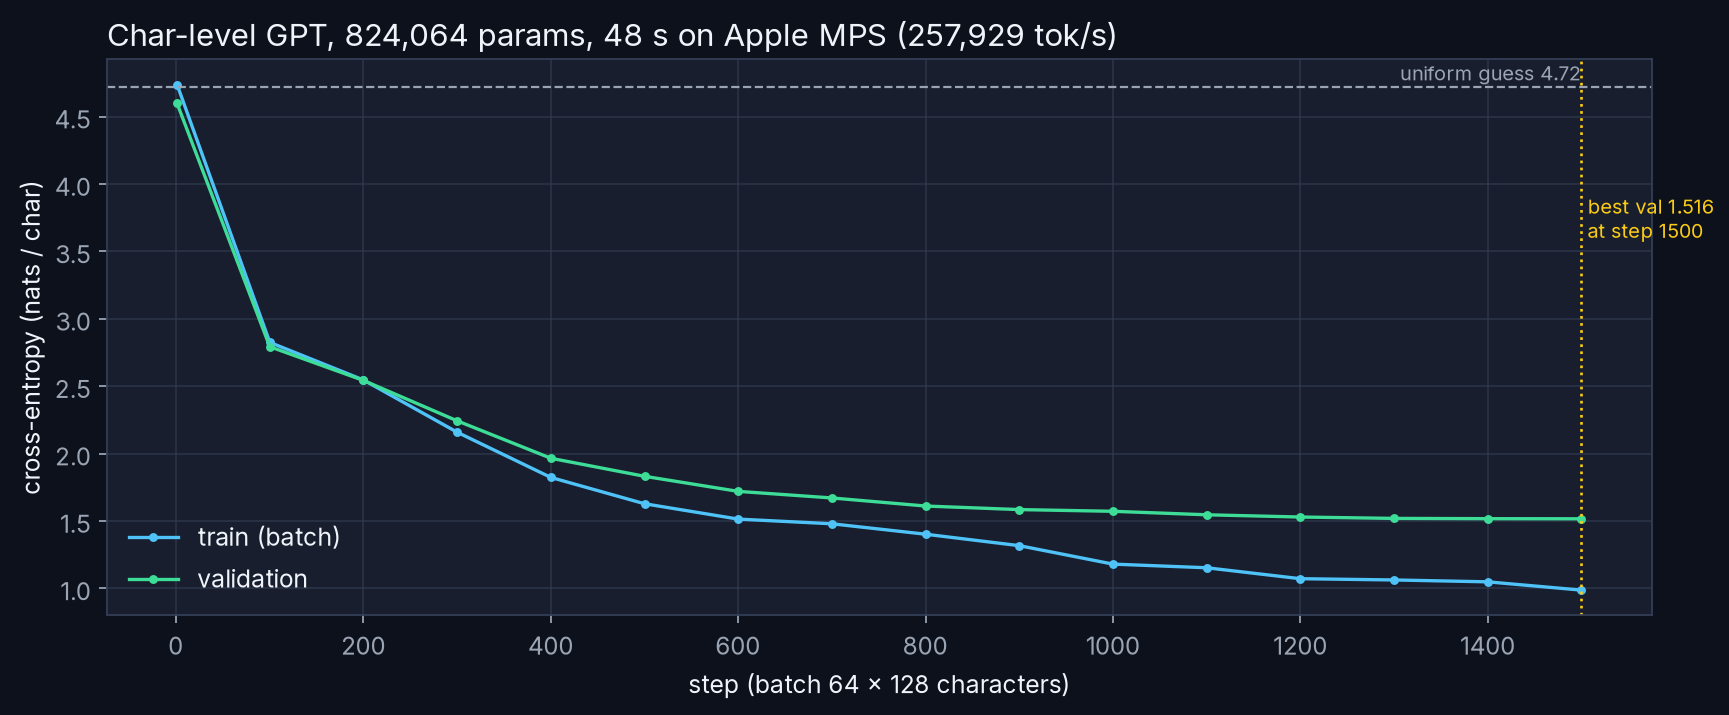 Char-level GPT, 824,064 params, 48 s on Apple MPS (257,929 tok/s)
uniform guess 4.72
4.5
4.0
3.5
3.0
2.5
2.0
1.5
1.0
cross-entropy (nats / char)
best val 1.516
at step 1500
train (batch)
validation
0 200 400 600 800 1000 1200 1400
step (batch 64 × 128 characters)